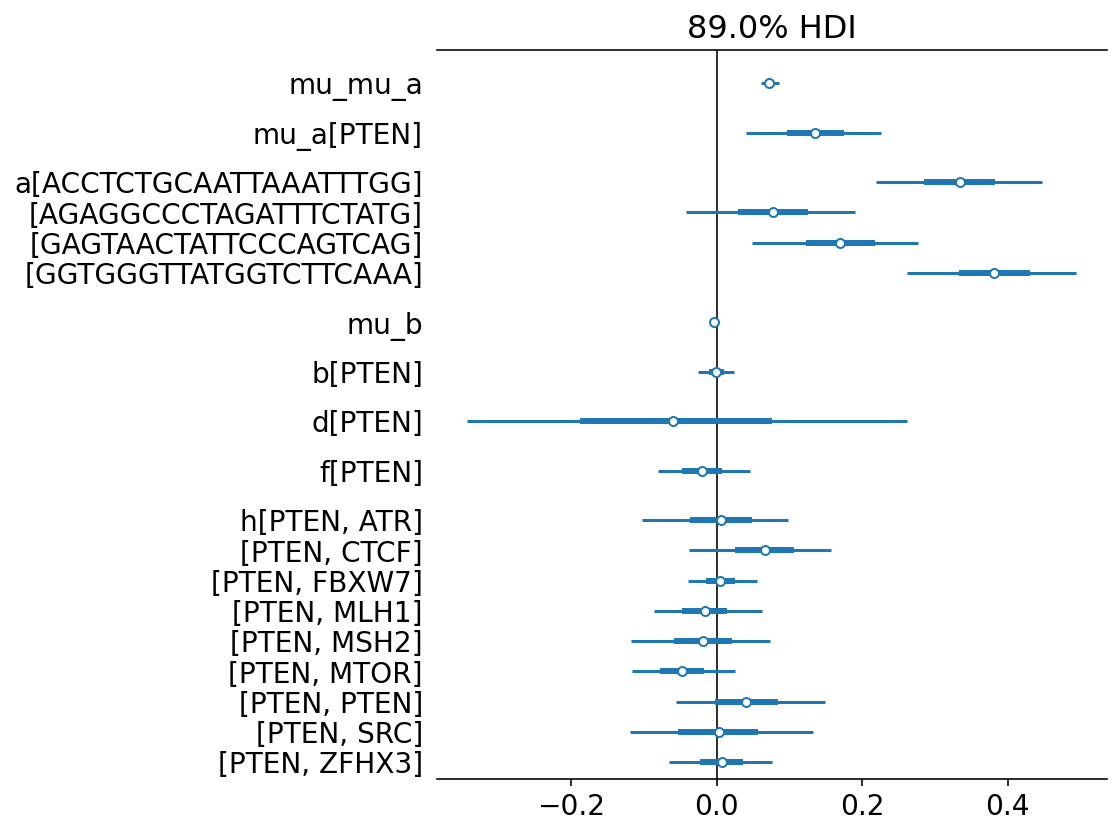 89.0% HDI
mu_mu_a
mu_a[PTEN]
a[ACCTCTGCAATTAAATTTGG]
[AGAGGCCCTAGATTTCTATG]
[GAGTAACTATTCCCAGTCAG]
[GGTGGGTTATGGTCTTCAAA]
mu_b
b[PTEN]
d[PTEN]
f[PTEN]
h[PTEN, ATR]
[PTEN, CTCF]
[PTEN, FBXW7]
[PTEN, MLH1]
[PTEN, MSH2]
[PTEN, MTOR]
[PTEN, PTEN]
[PTEN, SRC]
[PTEN, ZFHX3]
−0.2 0.0 0.2 0.4